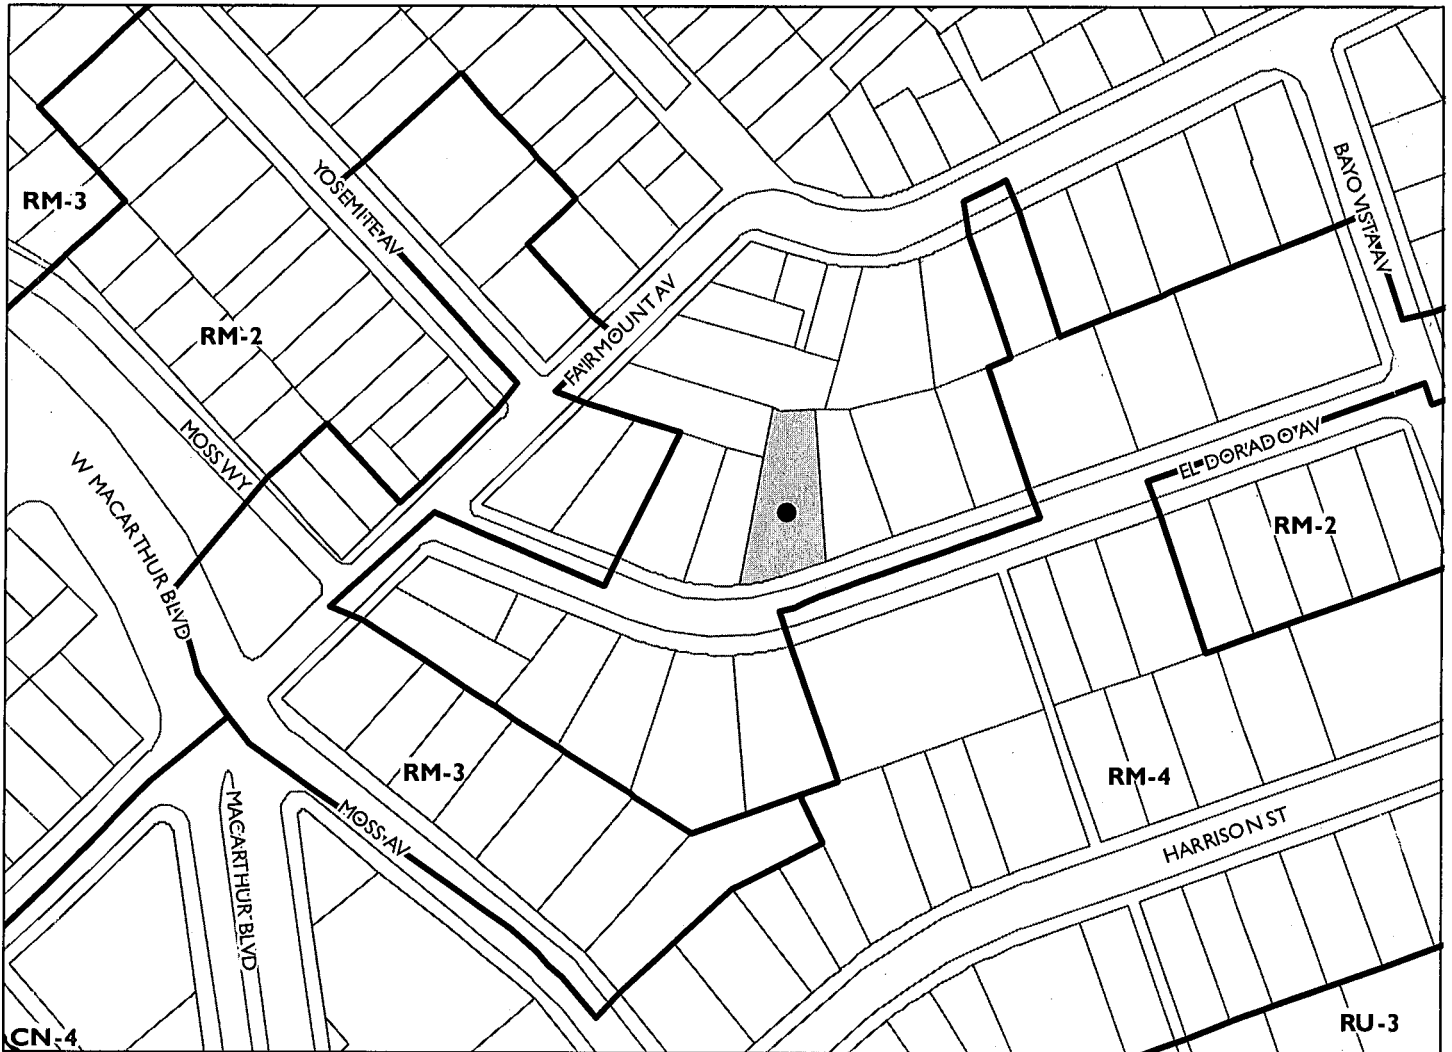 RM-3
YOSEMITE AV
BAYO VISTA AV
RM-2
FAIRMOUNT AV
MOSS WY
W MACARTHUR BLVD
EL DORADO AV
RM-2
RM-3
RM-4
MOSS AV
MACARTHUR BLVD
HARRISON ST
CN-4
RU-3